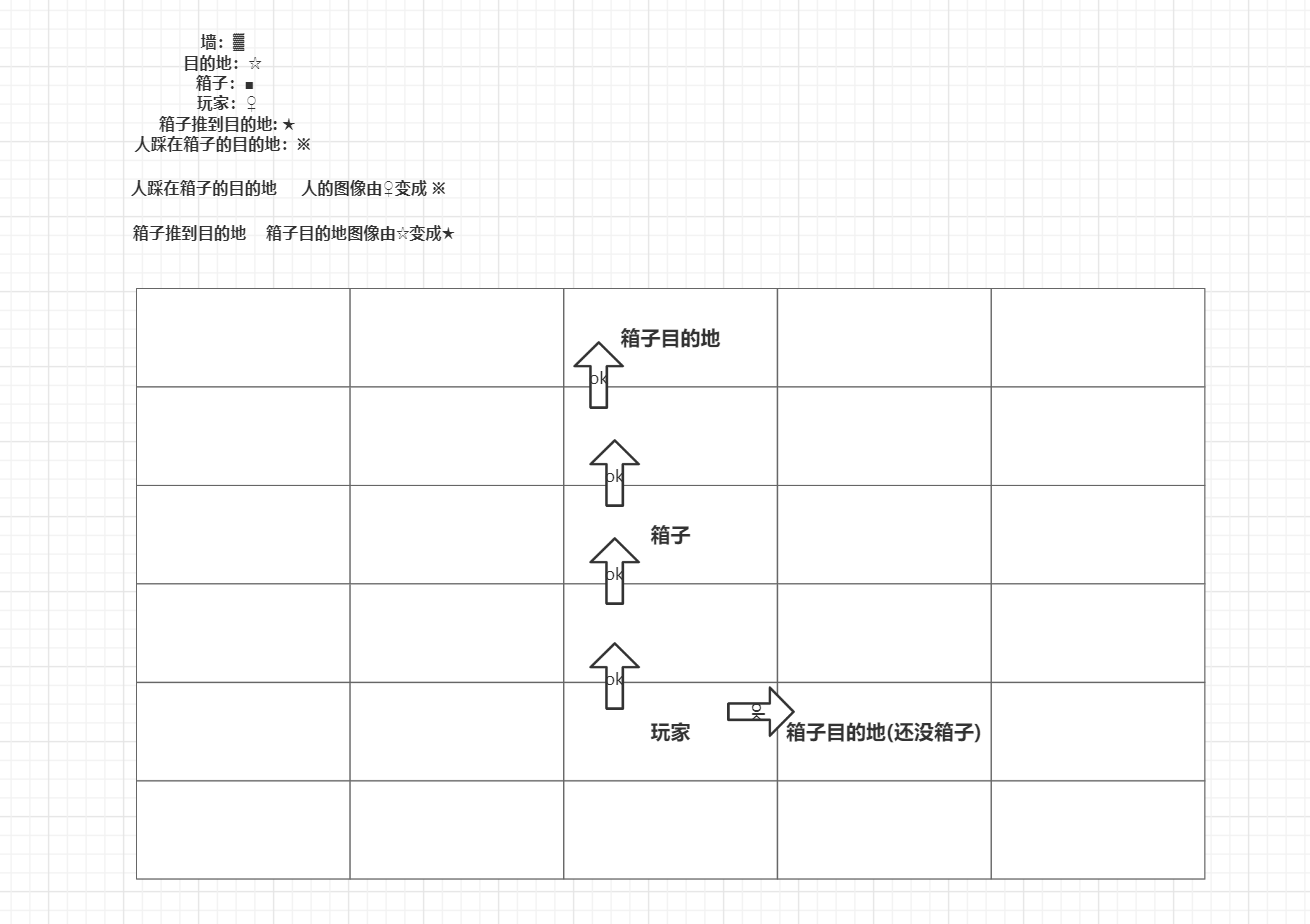 墙: ▓
目的地: ☆
箱子: ■
玩家: ♀
箱子推到目的地: ★
人踩在箱子的目的地: ※
人踩在箱子的目的地 人的图像由♀变成 ※
箱子推到目的地 箱子目的地图像由☆变成★
箱子目的地
ok
ok
箱子
ok
ok
ok
玩家
箱子目的地(还没箱子)